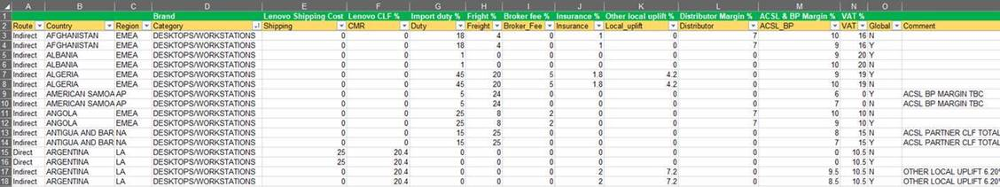 A B C D E F G H I J K L M N O
1 Brand Lenovo Shipping Cost Lenovo CLF % Import duty % Fright % Broker fee % Insurance % Other local uplift % Distributor Margin % ACSL & BP Margin% VAT %
2 Route Country Region Category Shipping CMR Duty Freight Broker_Fee Insurance Local_uplift Distributor ACSL_BP VAT Global Comment
3 Indirect AFGHANISTAN EMEA DESKTOPS/WORKSTATIONS 0 0 18 4 0 1 0 7 10 16 N
4 Indirect AFGHANISTAN EMEA DESKTOPS/WORKSTATIONS 0 0 18 4 0 1 0 7 9 16 Y
5 Indirect ALBANIA EMEA DESKTOPS/WORKSTATIONS 0 0 1 0 0 0 0 0 9 20 Y
6 Indirect ALBANIA EMEA DESKTOPS/WORKSTATIONS 0 0 1 0 0 0 0 0 10 20 N
7 Indirect ALGERIA EMEA DESKTOPS/WORKSTATIONS 0 0 45 20 5 1.8 4.2 0 9 19 Y
8 Indirect ALGERIA EMEA DESKTOPS/WORKSTATIONS 0 0 45 20 5 1.8 4.2 0 10 19 N
9 Indirect AMERICAN SAMOA AP DESKTOPS/WORKSTATIONS 0 0 5 24 0 0 0 0 6 0 Y ACSL BP MARGIN TBC
10 Indirect AMERICAN SAMOA AP DESKTOPS/WORKSTATIONS 0 0 5 24 0 0 0 0 7 0 N ACSL BP MARGIN TBC
11 Indirect ANGOLA EMEA DESKTOPS/WORKSTATIONS 0 0 25 8 2 0 0 7 10 10 N
12 Indirect ANGOLA EMEA DESKTOPS/WORKSTATIONS 0 0 25 8 2 0 0 7 9 10 Y
13 Indirect ANTIGUA AND BAR NA DESKTOPS/WORKSTATIONS 0 0 15 25 0 0 0 0 8 15 N ACSL PARTNER CLF TOTAL
14 Indirect ANTIGUA AND BAR NA DESKTOPS/WORKSTATIONS 0 0 15 25 0 0 0 0 7 15 Y ACSL PARTNER CLF TOTAL
15 Direct ARGENTINA LA DESKTOPS/WORKSTATIONS 25 20.4 0 0 0 0 0 0 0 10.5 N
16 Direct ARGENTINA LA DESKTOPS/WORKSTATIONS 25 20.4 0 0 0 0 0 0 0 10.5 Y
17 Indirect ARGENTINA LA DESKTOPS/WORKSTATIONS 0 20.4 0 0 0 2 7.2 0 9.5 10.5 N OTHER LOCAL UPLIFT 6.20%
18 Indirect ARGENTINA LA DESKTOPS/WORKSTATIONS 0 20.4 0 0 0 2 7.2 0 8.5 10.5 Y OTHER LOCAL UPLIFT 6.20%